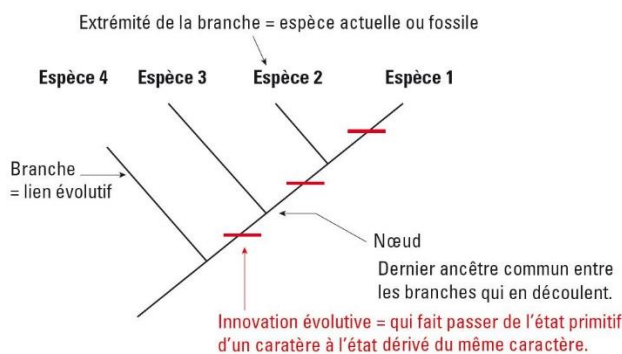 Extrémité de la branche = espèce actuelle ou fossile
Espèce 4 Espèce 3 Espèce 2 Espèce 1
Branche
= lien évolutif
Nœud
Dernier ancêtre commun entre
les branches qui en découlent.
Innovation évolutive = qui fait passer de l'état primitif
d'un caratère à l'état dérivé du même caractère.